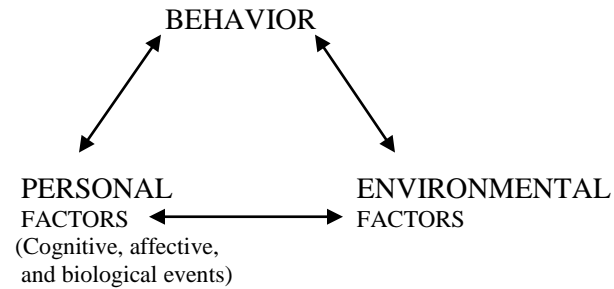 BEHAVIOR
PERSONAL ENVIRONMENTAL
FACTORS FACTORS
(Cognitive, affective,
and biological events)